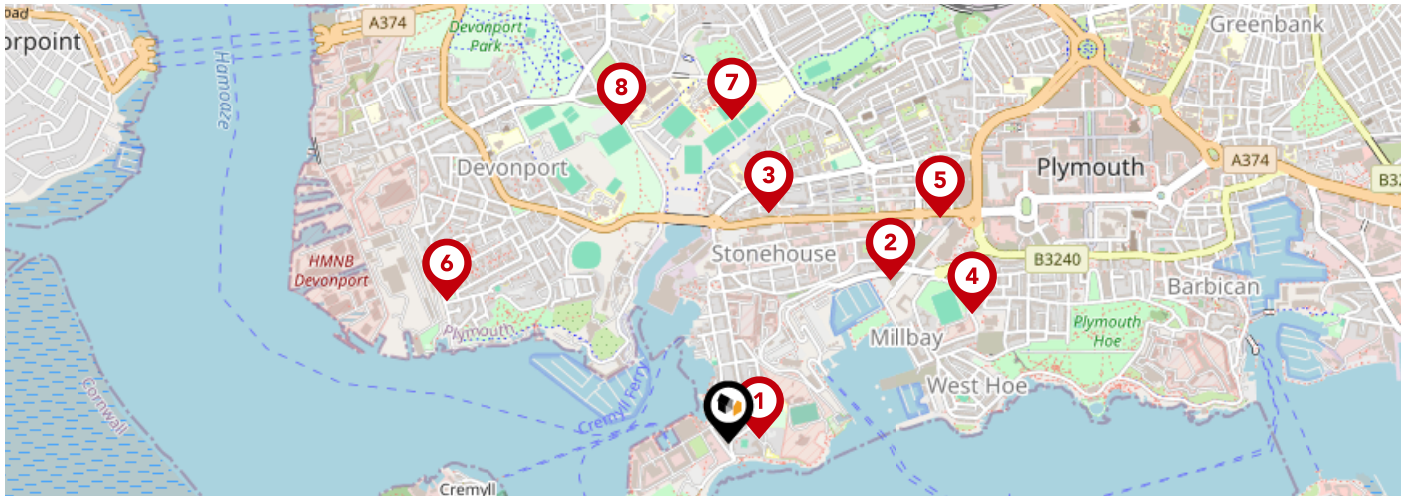 oad
orpoint
A374
Devonport
Park
Greenbank
Hamoaze
8
7
Devonport
3
5
Plymouth
A374
B32
HMNB
Devonport
6
Stonehouse
2
B3240
4
Barbican
Plymouth
Millbay
Plymouth
Hoe
Cornwall
Cremyll Ferry
West Hoe
1
Cremyll